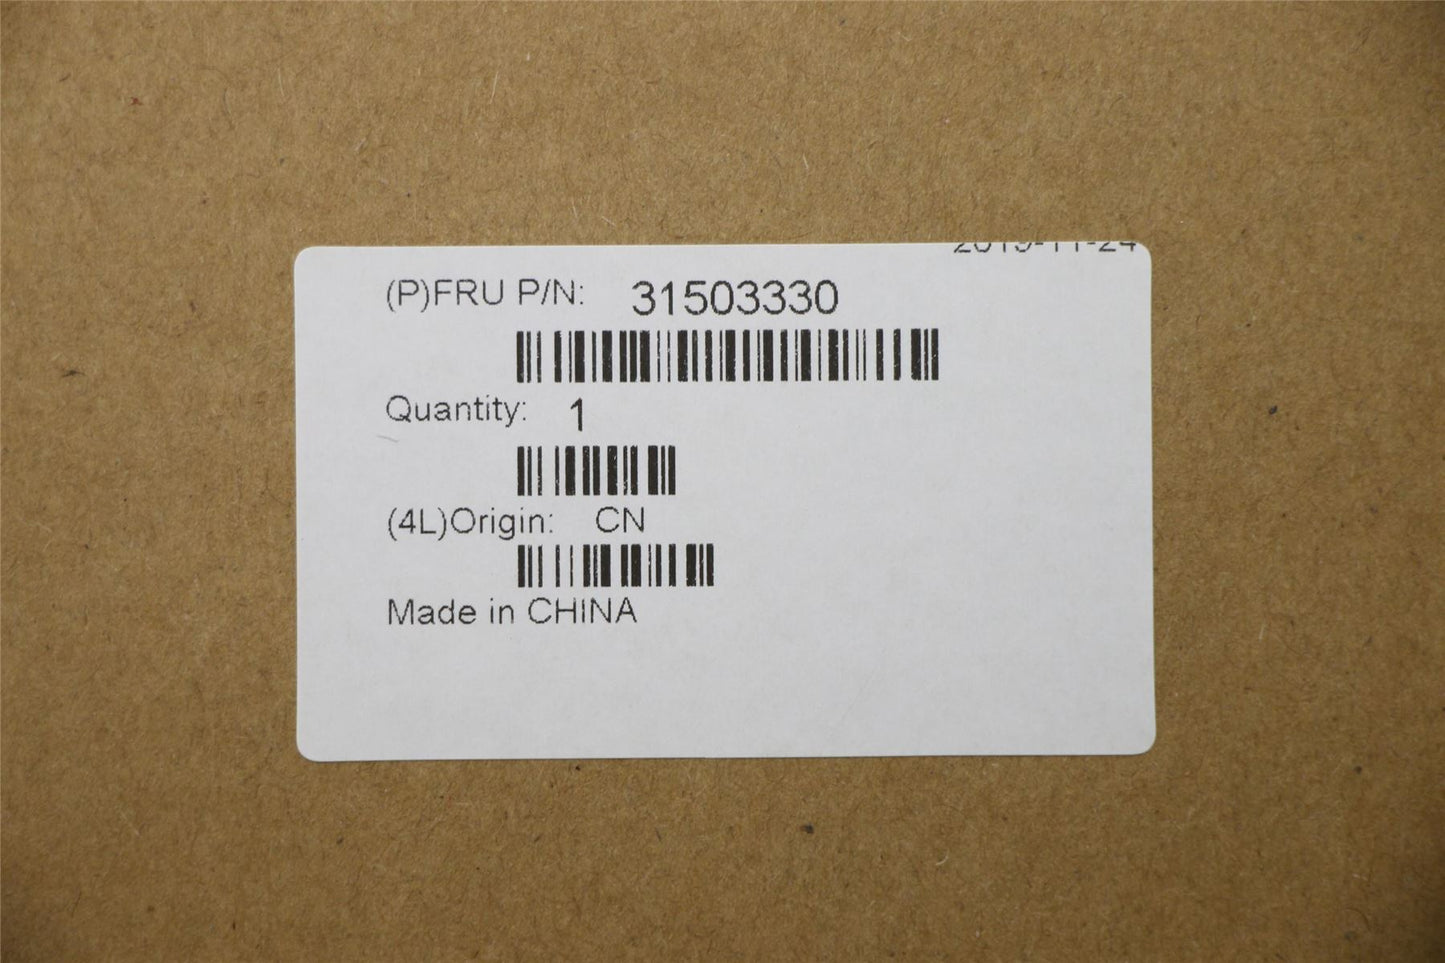 (P)FRU P/N: 31503330
Quantity: 1
(4L)Origin: CN
Made in CHINA